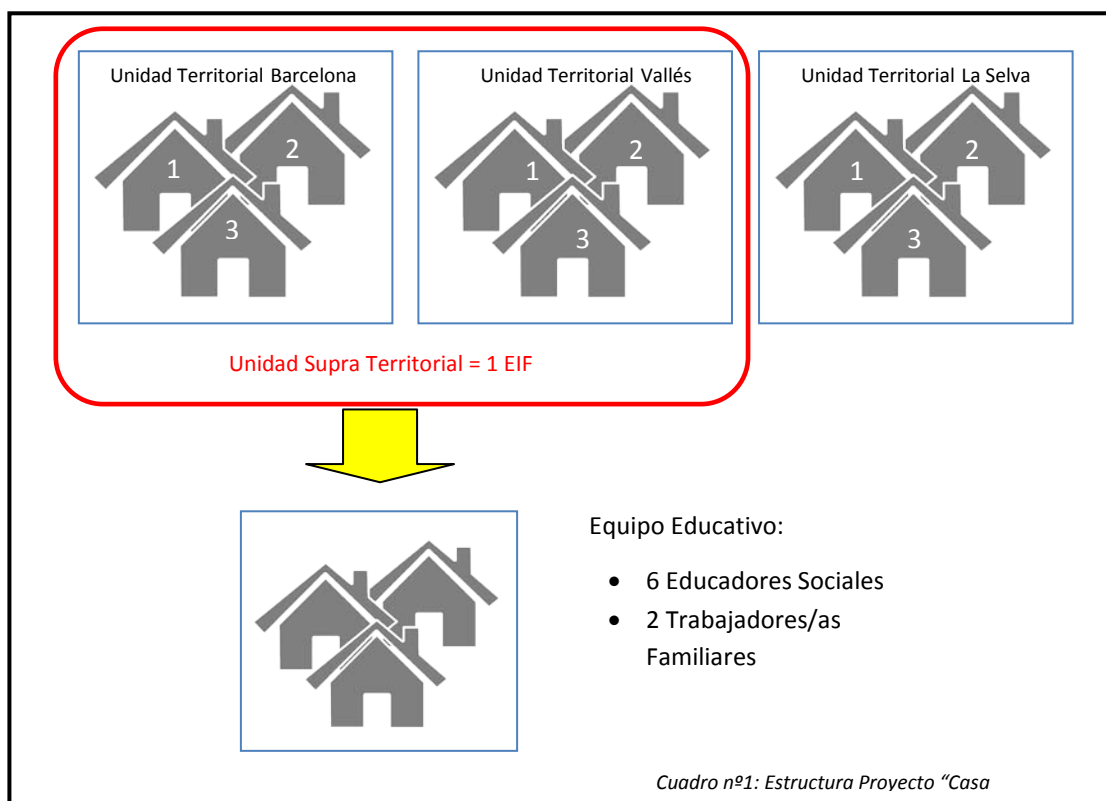 Unidad Territorial Barcelona
1
2
3
Unidad Territorial Vallés
1
2
3
Unidad Territorial La Selva
1
2
3
Unidad Supra Territorial = 1 EIF
Equipo Educativo:
• 6 Educadores Sociales
• 2 Trabajadores/as
Familiares
Cuadro nº1: Estructura Proyecto “Casa